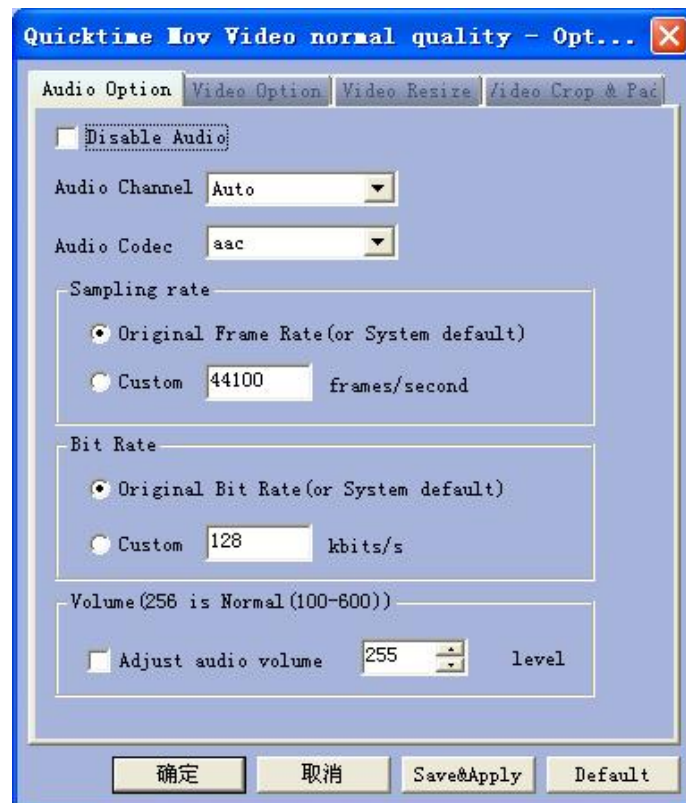 Quicktime Mov Video normal quality - Opt...
Audio Option Video Option Video Resize Video Crop & Pad
Disable Audio
Audio Channel Auto
Audio Codec aac
Sampling rate
Original Frame Rate(or System default)
Custom 44100 frames/second
Bit Rate
Original Bit Rate(or System default)
Custom 128 kbits/s
Volume(256 is Normal(100-600))
Adjust audio volume 255 level
确定 取消 Save&Apply Default